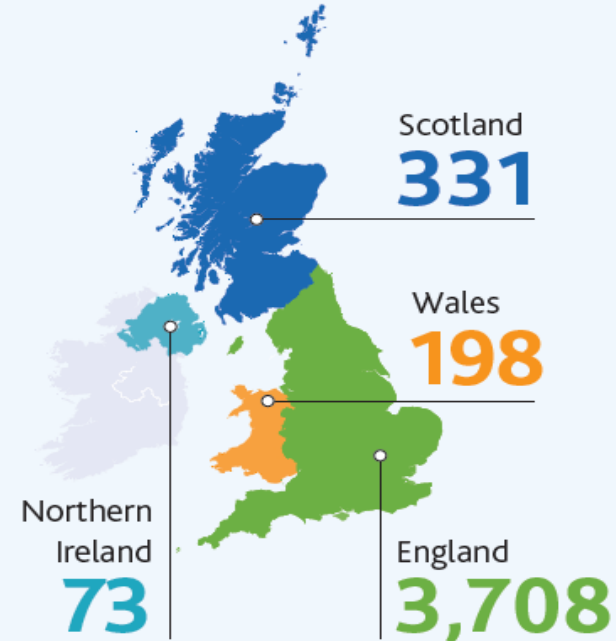 Scotland
331
Wales
198
Northern
Ireland
73
England
3,708